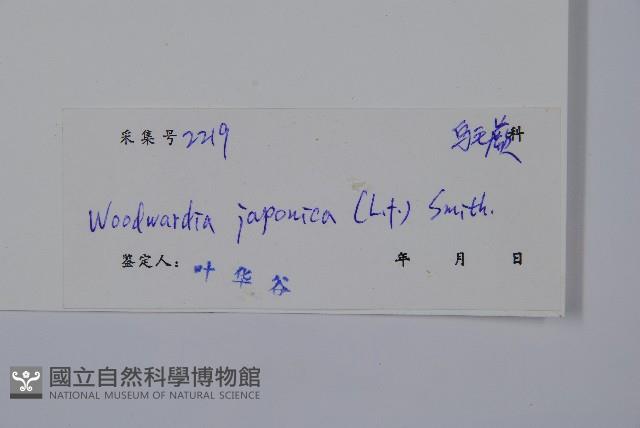 采集号 2219 乌毛蕨科
Woodwardia japonica (L.f.) Smith.
鉴定人： 叶华谷 年 月 日
國立自然科學博物館
NATIONAL MUSEUM OF NATURAL SCIENCE